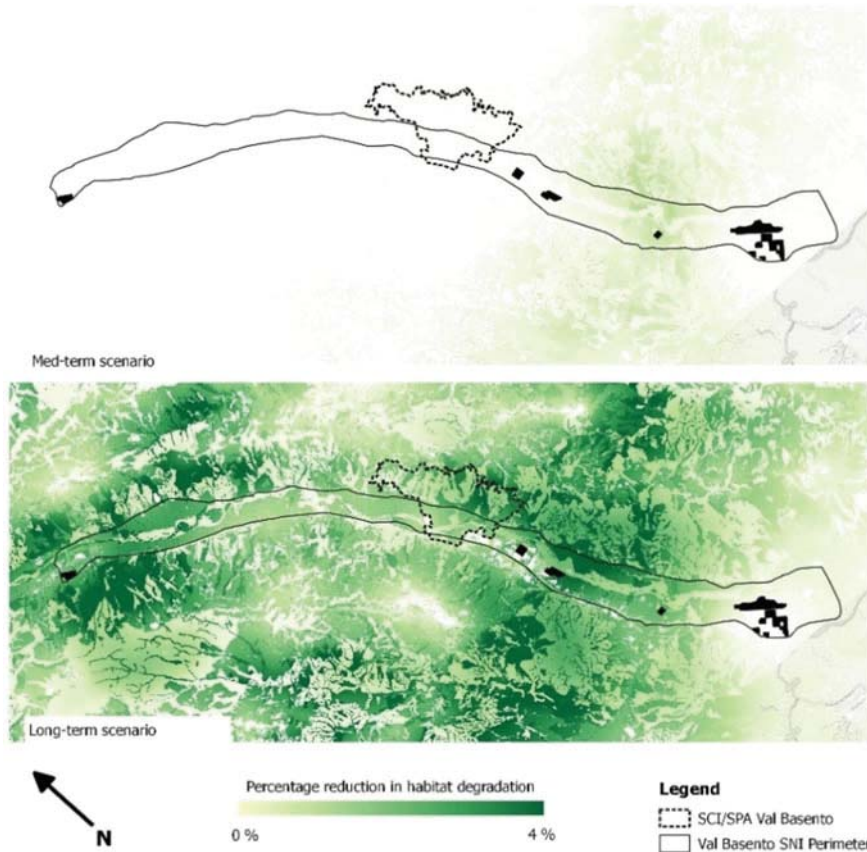 Med-term scenario
Long-term scenario
Percentage reduction in habitat degradation
0 %
4 %
N
Legend
SCI/SPA Val Basento
Val Basento SNI Perimete